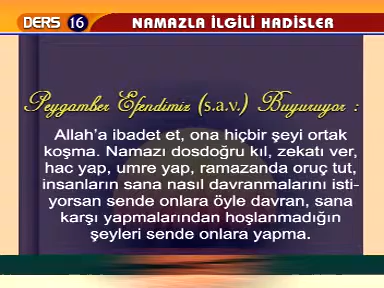 DERS 16 NAMAZLA İLGİLİ HADİSLER
Peygamber Efendimiz (s.a.v.) Buyuruyor :
Allah'a ibadet et, ona hiçbir şeyi ortak
koşma. Namazı dosdoğru kıl, zekatı ver,
hac yap, umre yap, ramazanda oruç tut,
insanların sana nasıl davranmalarını isti-
yorsan sende onlara öyle davran, sana
karşı yapmalarından hoşlanmadığın
şeyleri sende onlara yapma.